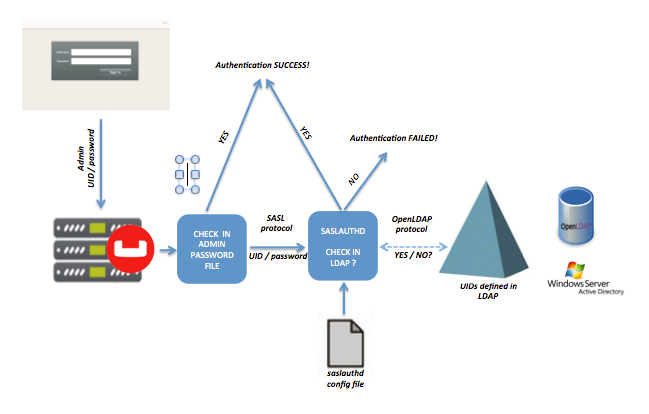 Username:
Password:
Sign In
Authentication SUCCESS!
YES
YES
Authentication FAILED!
NO
Admin
UID / password
CHECK IN
ADMIN
PASSWORD
FILE
SASL
protocol
UID / password
SASLAUTHD
CHECK IN
LDAP ?
OpenLDAP
protocol
YES / NO?
UIDs defined in
LDAP
OpenLDAP
WindowsServer
Active Directory
saslauthd
config file